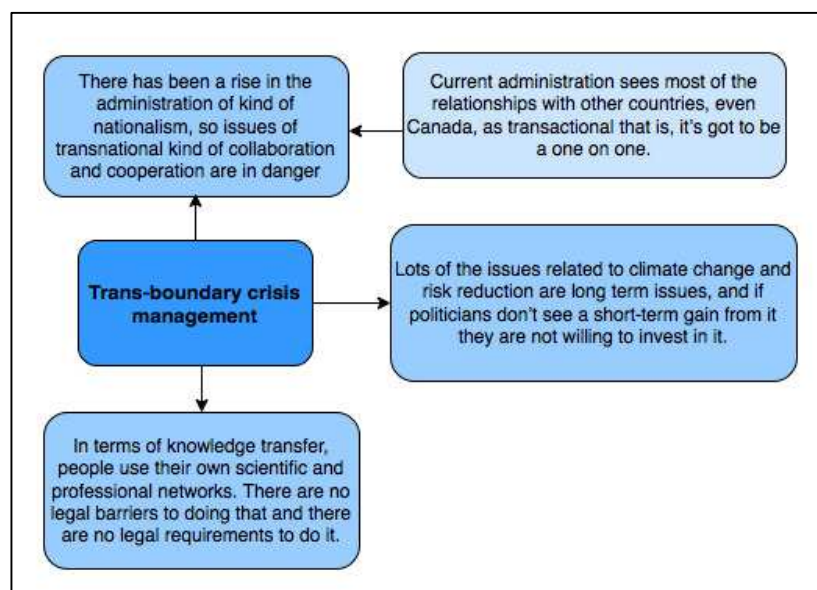 There has been a rise in the
administration of kind of
nationalism, so issues of
transnational kind of collaboration
and cooperation are in danger
Current administration sees most of the
relationships with other countries, even
Canada, as transactional that is, it's got to be
a one on one.
Trans-boundary crisis
management
Lots of the issues related to climate change and
risk reduction are long term issues, and if
politicians don't see a short-term gain from it
they are not willing to invest in it.
In terms of knowledge transfer,
people use their own scientific and
professional networks. There are no
legal barriers to doing that and there
are no legal requirements to do it.